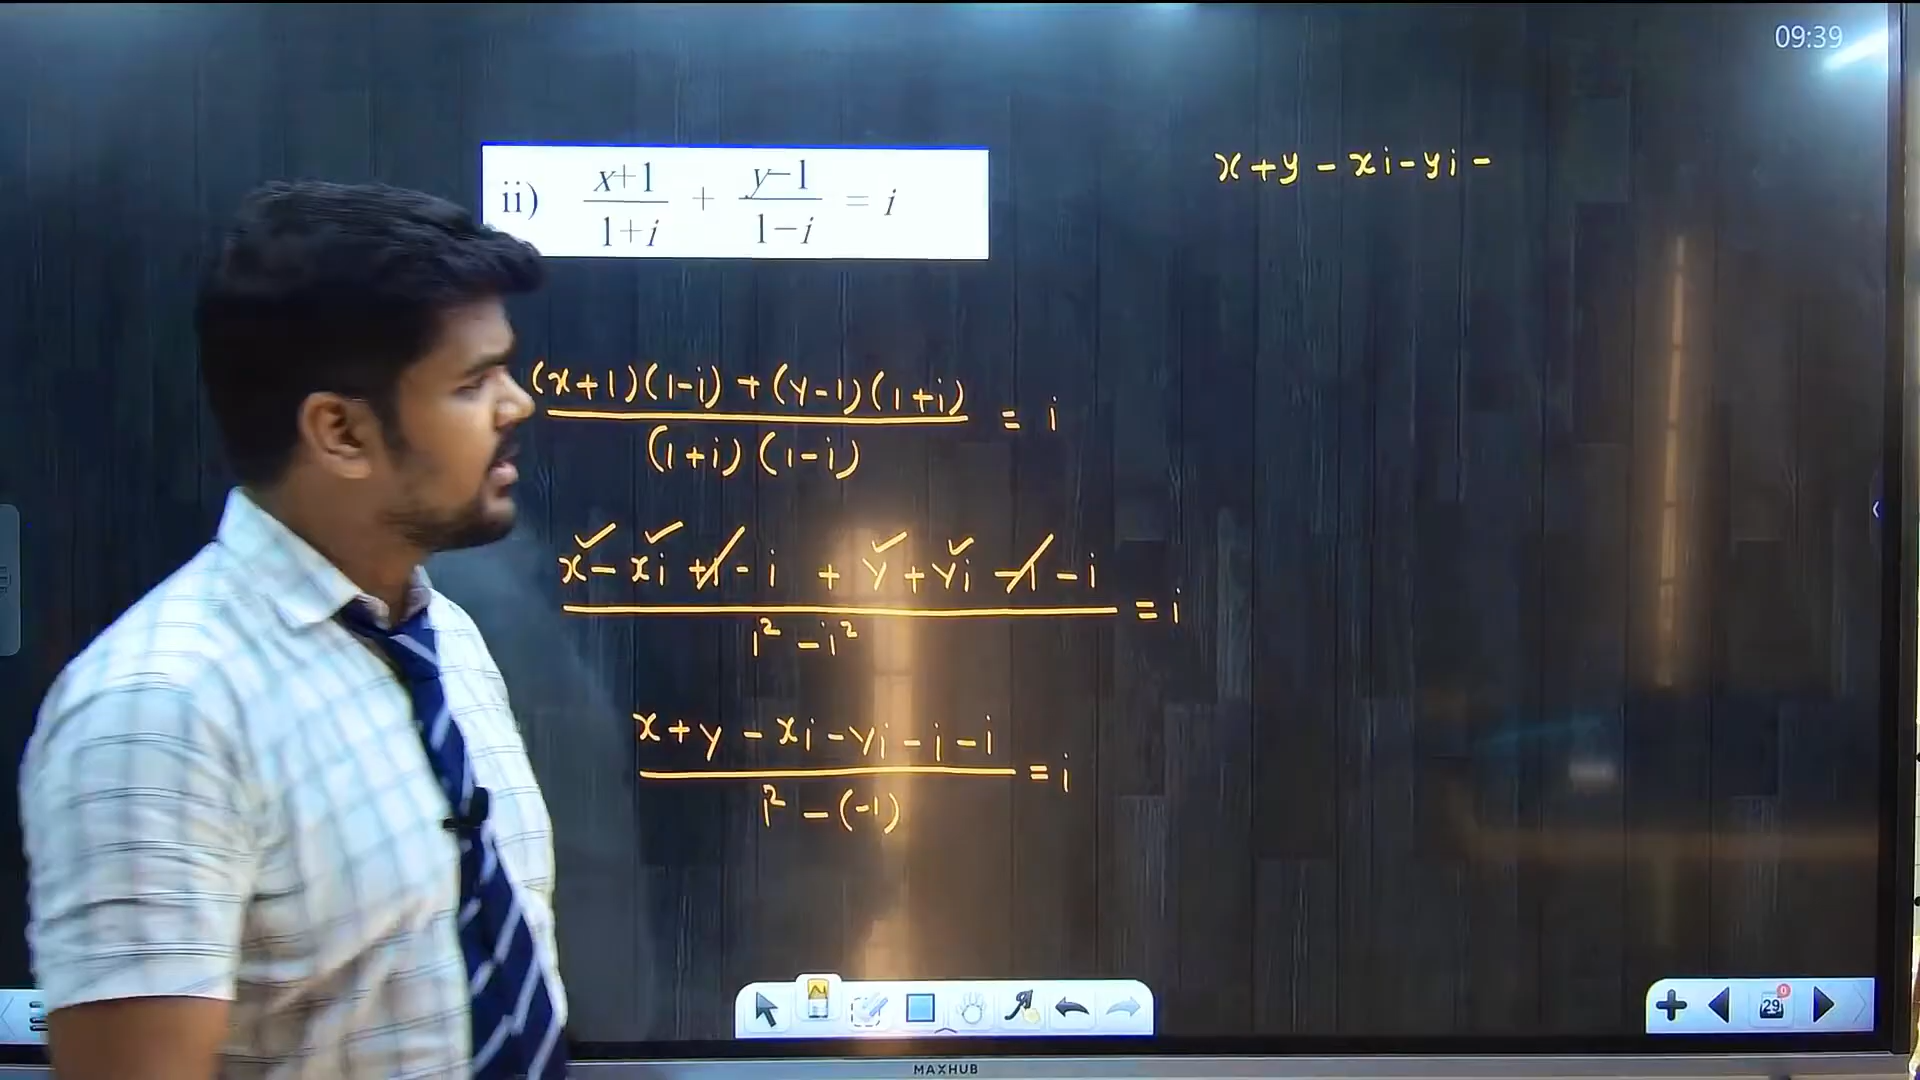 09:39
ii) x+1/1+i + y-1/1-i = i
x + y - xi - yi -
(x+1)(1-i) + (y-1)(1+i) / (1+i)(1-i) = i
x - xi + 1 - i + y + yi - 1 - i / 1² - i² = i
x + y - xi - yi - i - i / 1² - (-1) = i
29
0
MAXHUB